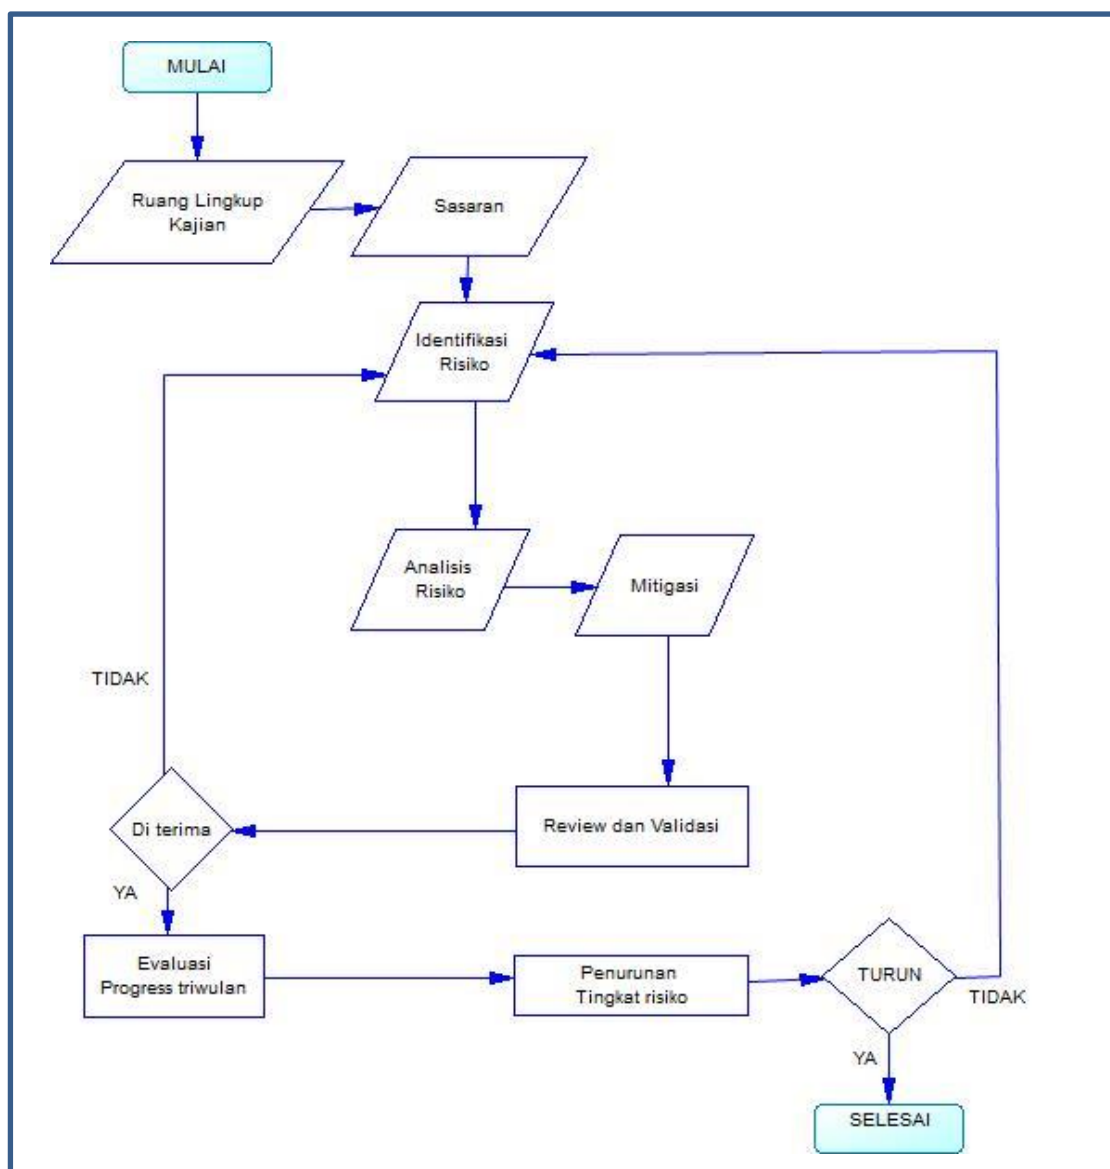 MULAI
Ruang Lingkup
Kajian
Sasaran
Identifikasi
Risiko
Analisis
Risiko
Mitigasi
TIDAK
Di terima
Review dan Validasi
YA
Evaluasi
Progress triwulan
Penurunan
Tingkat risiko
TURUN
TIDAK
YA
SELESAI